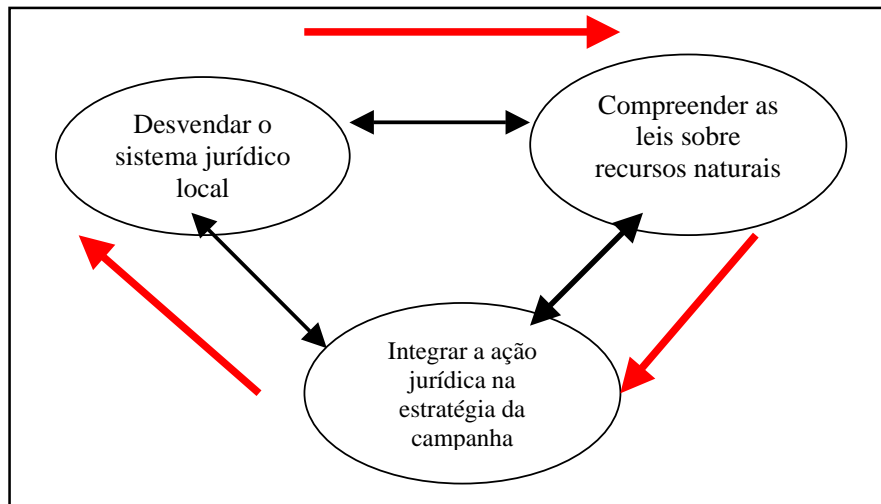 Desvendar o
sistema jurídico
local
Compreender as
leis sobre
recursos naturais
Integrar a ação
jurídica na
estratégia da
campanha